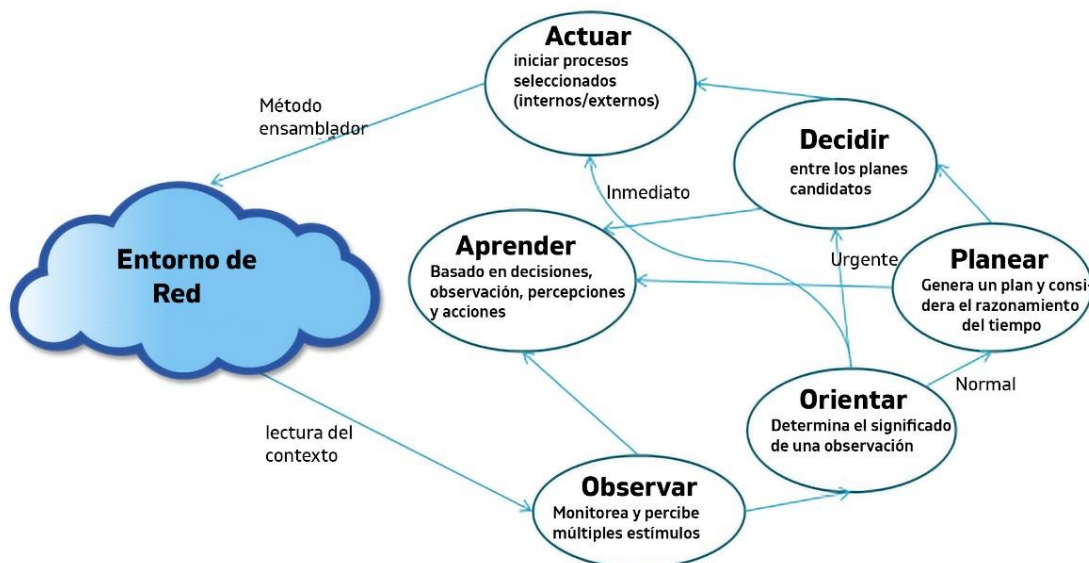 Actuar
iniciar procesos
seleccionados
(internos/externos)
Método
ensamblador
Decidir
entre los planes
candidatos
Inmediato
Entorno de
Red
Aprender
Basado en decisiones,
observación, percepciones
y acciones
Urgente
Planear
Genera un plan y consi-
dera el razonamiento
del tiempo
Normal
Orientar
Determina el significado
de una observación
lectura del
contexto
Observar
Monitorea y percibe
múltiples estímulos